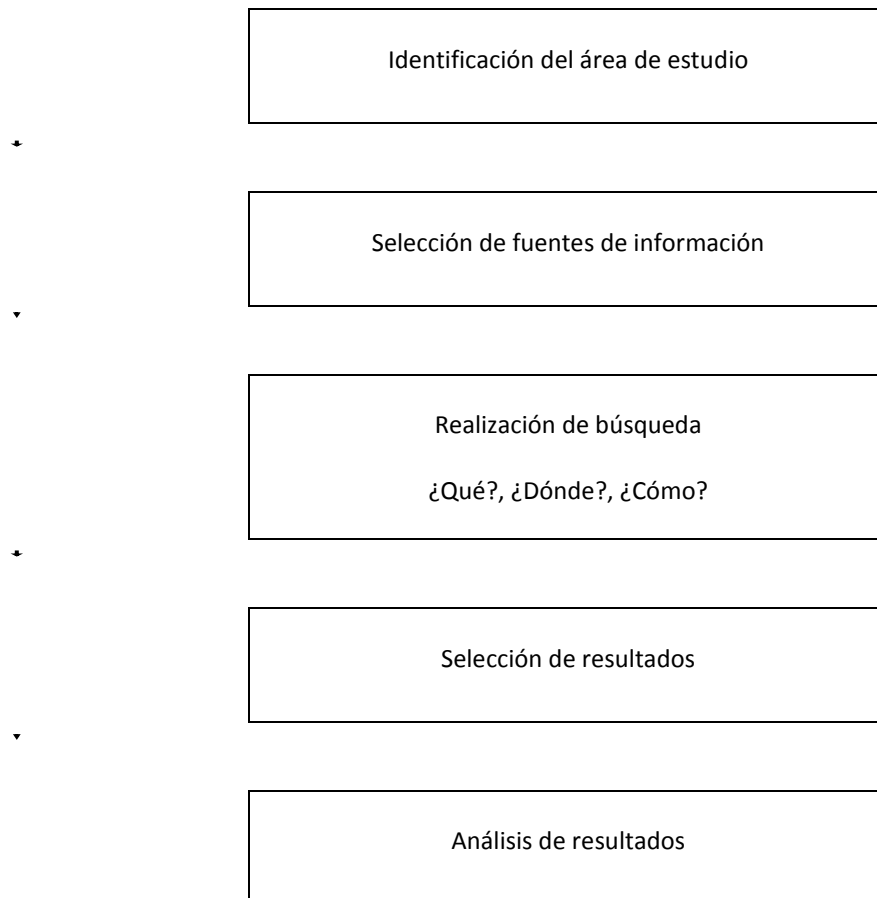 Identificación del área de estudio
Selección de fuentes de información
Realización de búsqueda
¿Qué?, ¿Dónde?, ¿Cómo?
Selección de resultados
Análisis de resultados